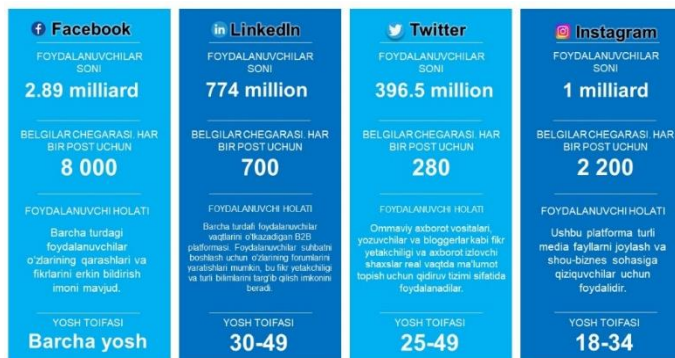 Facebook
FOYDALANUVCHILAR
SONI
2.89 milliard
BELGILAR CHEGARASI. HAR
BIR POST UCHUN
8 000
FOYDALANUVCHI HOLATI
Barcha turdagi
foydalanuvchilar
o'zlarining qarashlari va
fikrlarini erkin bildirish
imoni mavjud.
YOSH TOIFASI
Barcha yosh
in LinkedIn
FOYDALANUVCHILAR
SONI
774 million
BELGILAR CHEGARASI. HAR
BIR POST UCHUN
700
FOYDALANUVCHI HOLATI
Barcha turdafi foydalanuvchilar
vaqtlarini o'tkazadigan B2B
platformasi. Foydalanuvchilar suhbatni
boshlash uchun o'zlarining forumlarini
yaratishlari mumkin, bu fikr yetakchiligi
va turli bilimlarini targ'ib qilish imkonini
beradi.
YOSH TOIFASI
30-49
Twitter
FOYDALANUVCHILAR
SONI
396.5 million
BELGILAR CHEGARASI. HAR
BIR POST UCHUN
280
FOYDALANUVCHI HOLATI
Ommaviy axborot vositalari,
yozuvchilar va bloggerlar kabi fikr
yetakchiligi va axborot izlovchi
shaxslar real vaqtda ma'lumot
topish uchun qidiruv tizimi sifatida
foydalanadilar.
YOSH TOIFASI
25-49
Instagram
FOYDALANUVCHILAR
SONI
1 milliard
BELGILAR CHEGARASI. HAR
BIR POST UCHUN
2 200
FOYDALANUVCHI HOLATI
Ushbu platforma turli
media fayllarni joylash va
shou-biznes sohasiga
qiziquvchilar uchun
foydalidir.
YOSH TOIFASI
18-34